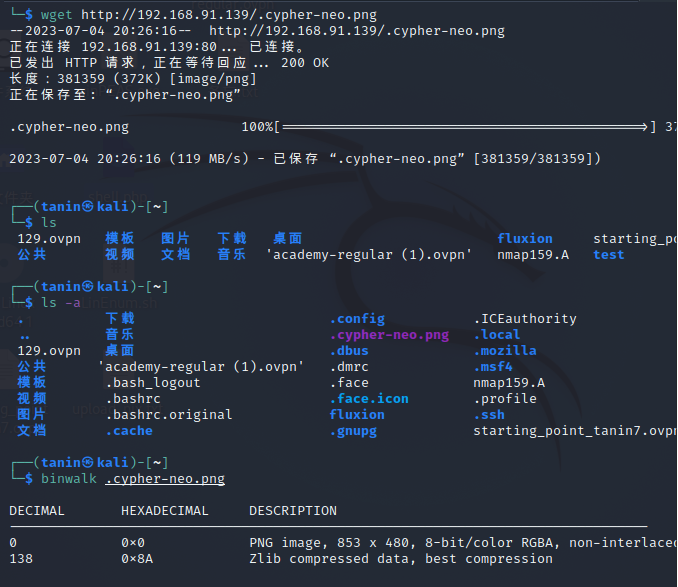 └─$ wget http://192.168.91.139/.cypher-neo.png
--2023-07-04 20:26:16--  http://192.168.91.139/.cypher-neo.png
正在连接 192.168.91.139:80... 已连接。
已发出 HTTP 请求，正在等待回应... 200 OK
长度：381359 (372K) [image/png]
正在保存至: “.cypher-neo.png”
.cypher-neo.png 100%[===================================================>] 37
2023-07-04 20:26:16 (119 MB/s) - 已保存 “.cypher-neo.png” [381359/381359])
┌──(tanin㉿kali)-[~]
└─$ ls
129.ovpn 模板 图片 下载 桌面 fluxion starting_po
公共 视频 文档 音乐 'academy-regular (1).ovpn' nmap159.A test
┌──(tanin㉿kali)-[~]
└─$ ls -a
. 下载 .config .ICEauthority
.. 音乐 .cypher-neo.png .local
129.ovpn 桌面 .dbus .mozilla
公共 'academy-regular (1).ovpn' .dmrc .msf4
模板 .bash_logout .face nmap159.A
视频 .bashrc .face.icon .profile
图片 .bashrc.original fluxion .ssh
文档 .cache .gnupg starting_point_tanin7.ovpn
┌──(tanin㉿kali)-[~]
└─$ binwalk .cypher-neo.png
DECIMAL HEXADECIMAL DESCRIPTION
--------------------------------------------------------------------------------
0 0x0 PNG image, 853 x 480, 8-bit/color RGBA, non-interlaced
138 0x8A Zlib compressed data, best compression